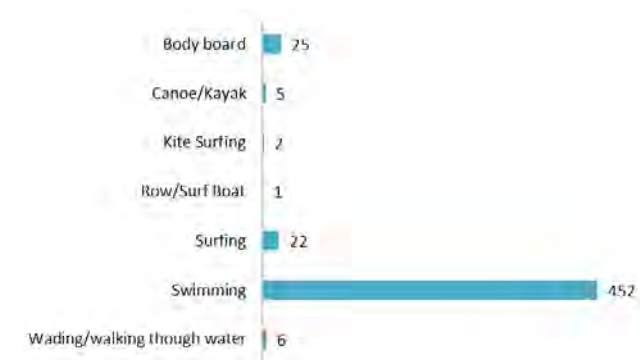 Body board 25
Canoe/Kayak 5
Kite Surfing 2
Row/Surf Boat 1
Surfing 22
Swimming 452
Wading/walking though water 6